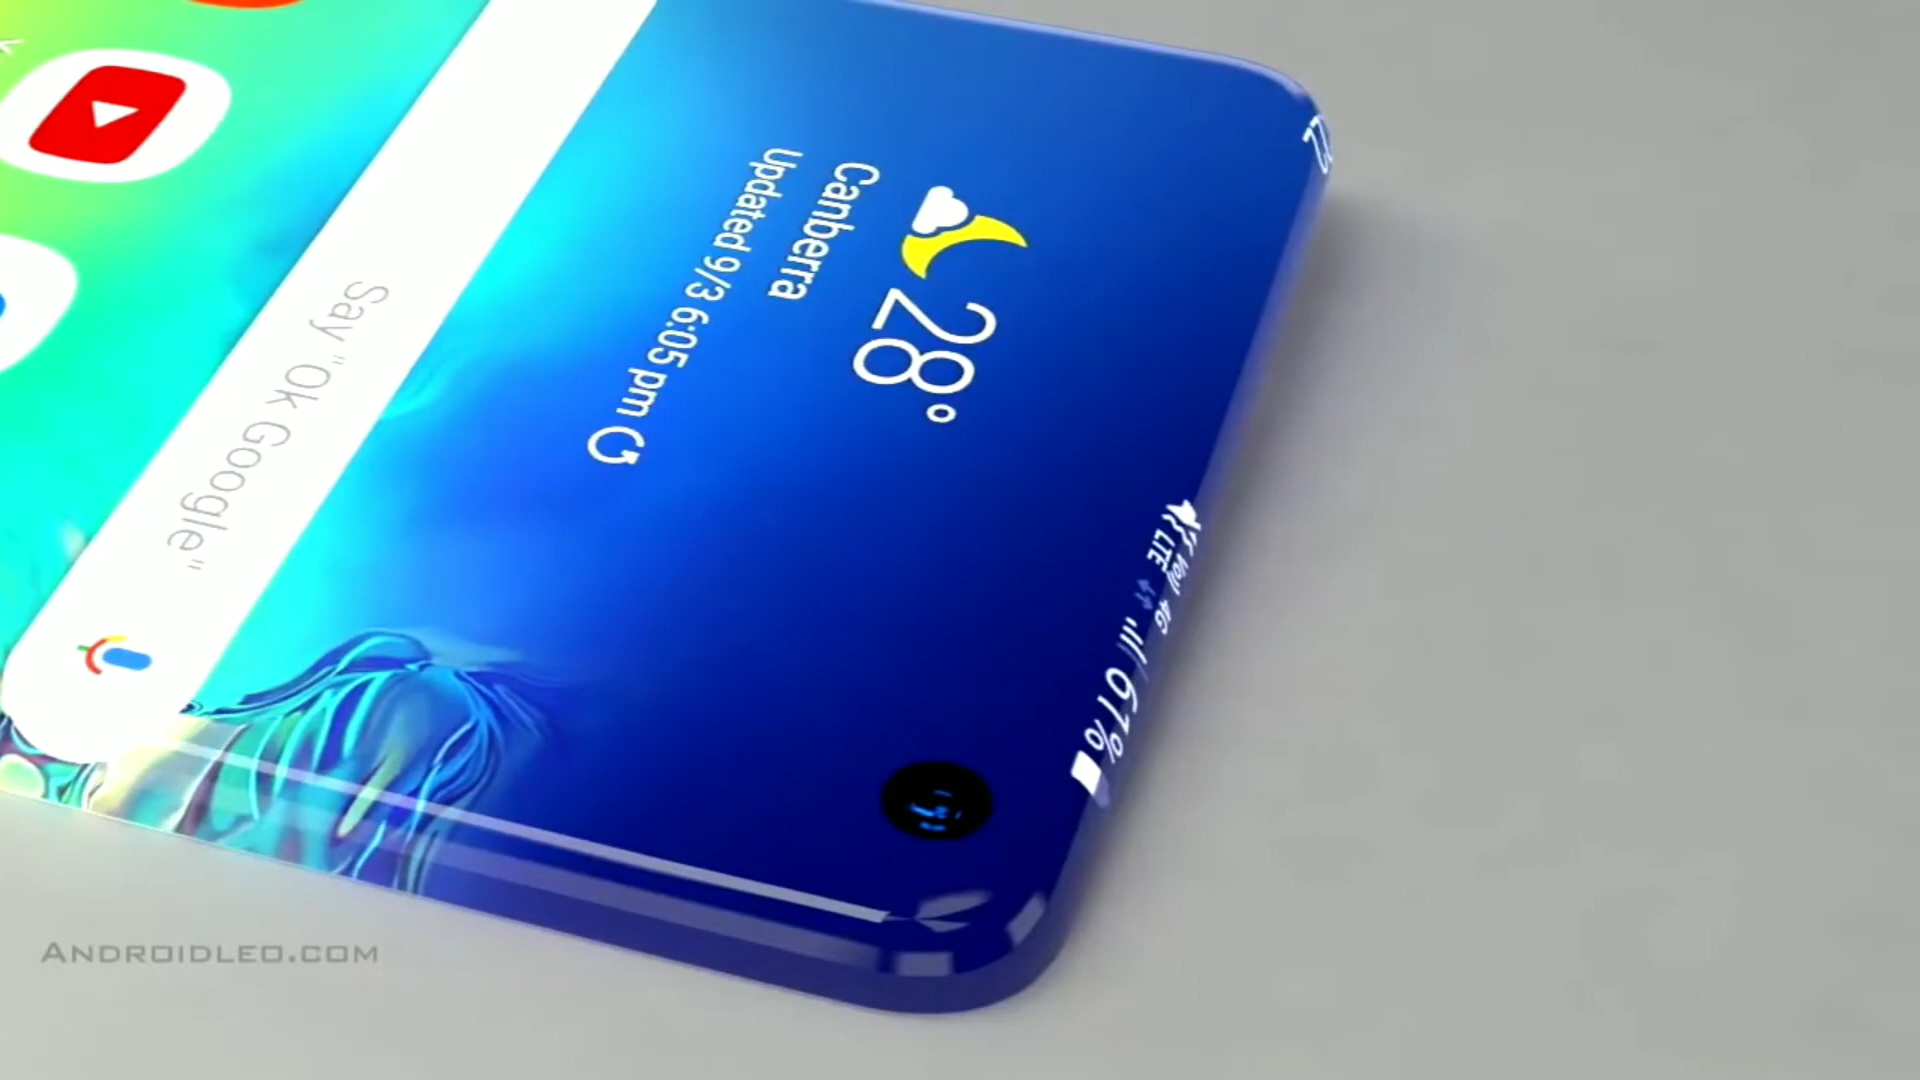 28°
Canberra
Updated 9/3 6:05 pm
Say "Ok Google"
LTE
4G
61%
ANDROIDLEO.COM